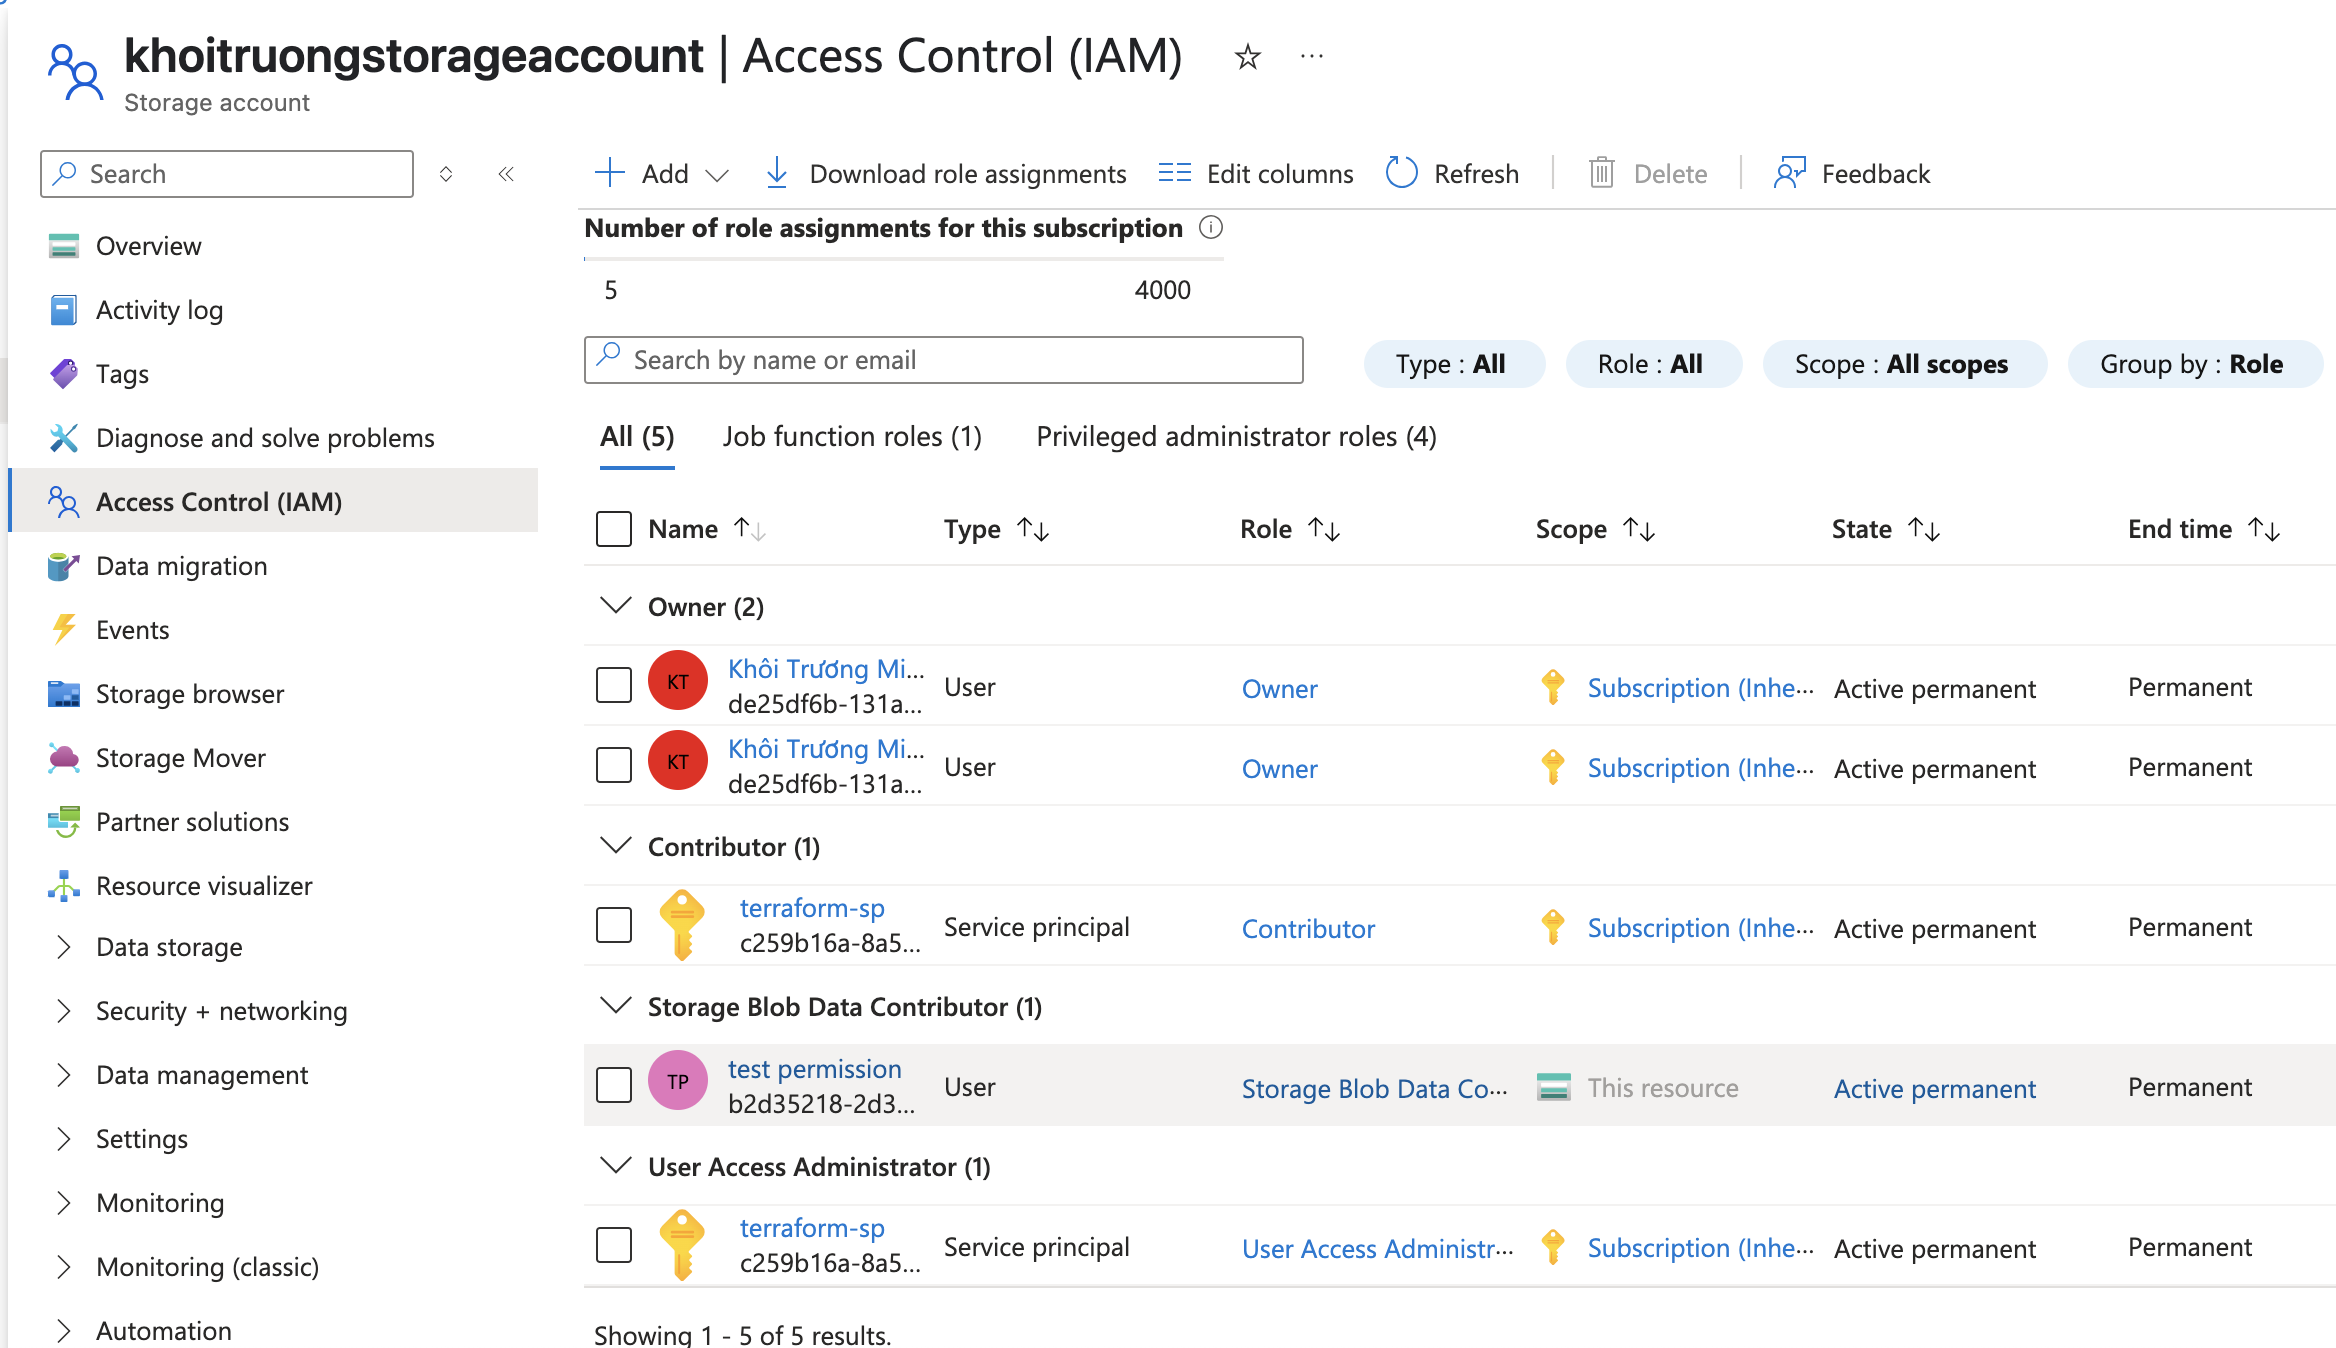 khoitruongstorageaccount | Access Control (IAM)
Storage account
Search
Overview
Activity log
Tags
Diagnose and solve problems
Access Control (IAM)
Data migration
Events
Storage browser
Storage Mover
Partner solutions
Resource visualizer
Data storage
Security + networking
Data management
Settings
Monitoring
Monitoring (classic)
Automation
Add
Download role assignments
Edit columns
Refresh
Delete
Feedback
Number of role assignments for this subscription
5 4000
Search by name or email
Type : All
Role : All
Scope : All scopes
Group by : Role
All (5)
Job function roles (1)
Privileged administrator roles (4)
Name Type Role Scope State End time
Owner (2)
KT
Khôi Trương Mi...
de25df6b-131a...
User Owner Subscription (Inhe... Active permanent Permanent
KT
Khôi Trương Mi...
de25df6b-131a...
User Owner Subscription (Inhe... Active permanent Permanent
Contributor (1)
terraform-sp
c259b16a-8a5...
Service principal Contributor Subscription (Inhe... Active permanent Permanent
Storage Blob Data Contributor (1)
TP
test permission
b2d35218-2d3...
User Storage Blob Data Co... This resource Active permanent Permanent
User Access Administrator (1)
terraform-sp
c259b16a-8a5...
Service principal User Access Administr... Subscription (Inhe... Active permanent Permanent
Showing 1 - 5 of 5 results.